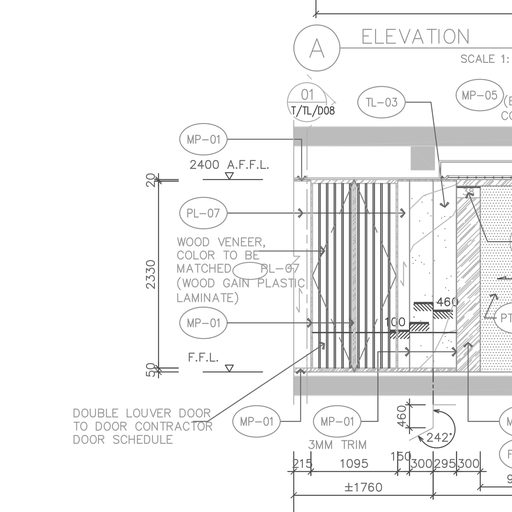 A
ELEVATION
SCALE 1:
01
T/TL/D08
TL-03
MP-05
MP-01
2400 A.F.F.L.
20
PL-07
WOOD VENEER,
COLOR TO BE
MATCHED PL-07
(WOOD GAIN PLASTIC
LAMINATE)
2330
460
100
MP-01
PT
F.F.L.
50
DOUBLE LOUVER DOOR
TO DOOR CONTRACTOR
DOOR SCHEDULE
MP-01
MP-01
3MM TRIM
460
242°
215
1095
150
300
295
300
±1760